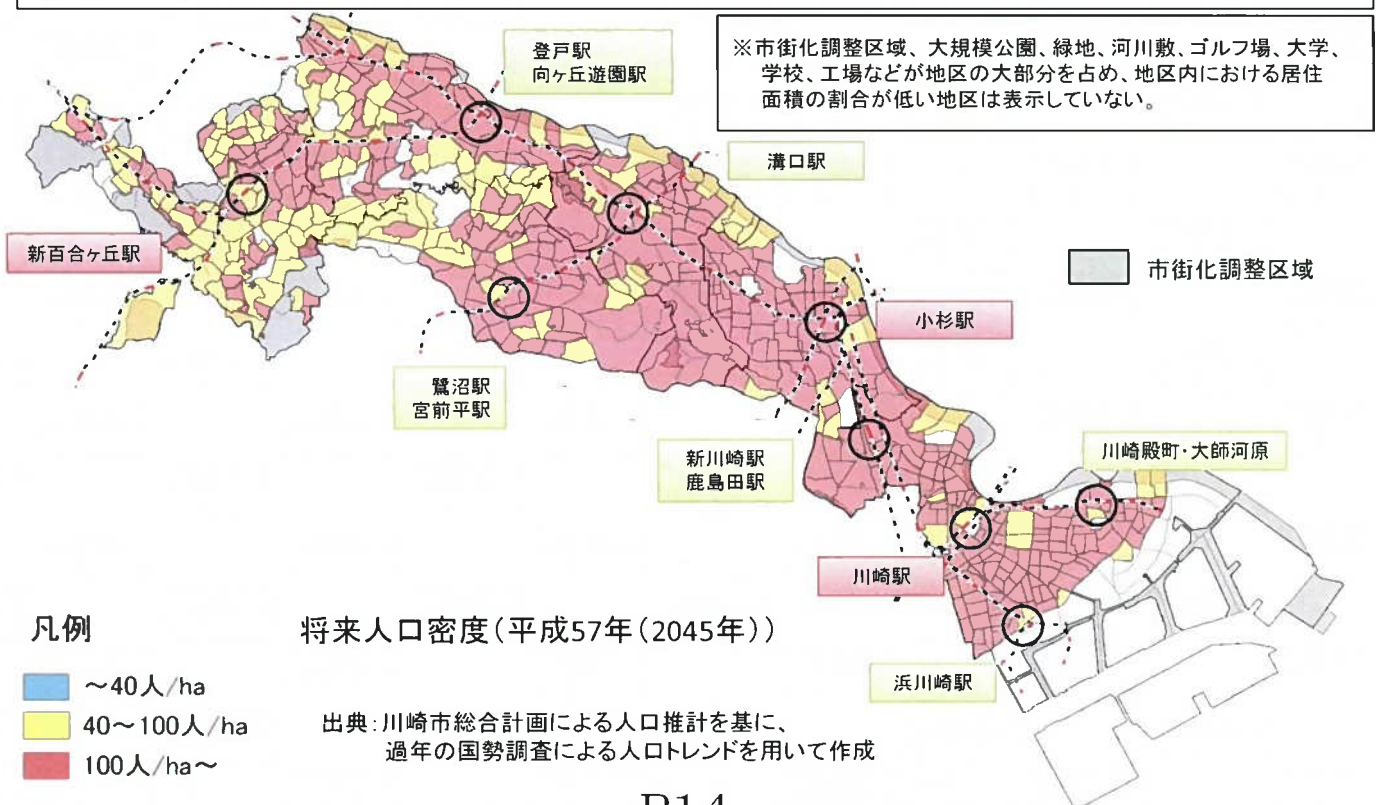 ※市街化調整区域、大規模公園、緑地、河川敷、ゴルフ場、大学、
学校、工場などが地区の大部分を占め、地区内における居住
面積の割合が低い地区は表示していない。
登戸駅
向ヶ丘遊園駅
溝口駅
新百合ヶ丘駅
市街化調整区域
小杉駅
鷺沼駅
宮前平駅
新川崎駅
鹿島田駅
川崎殿町・大師河原
川崎駅
浜川崎駅
凡例
将来人口密度(平成57年(2045年))
~40人/ha
40~100人/ha
100人/ha~
出典:川崎市総合計画による人口推計を基に、
過年の国勢調査による人口トレンドを用いて作成